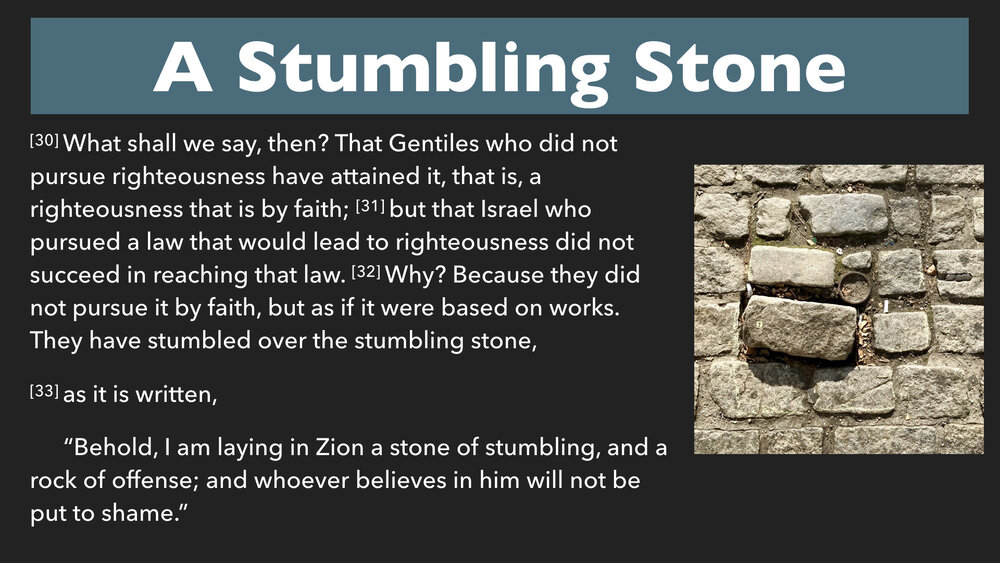 A Stumbling Stone
[30] What shall we say, then? That Gentiles who did not
pursue righteousness have attained it, that is, a
righteousness that is by faith; [31] but that Israel who
pursued a law that would lead to righteousness did not
succeed in reaching that law. [32] Why? Because they did
not pursue it by faith, but as if it were based on works.
They have stumbled over the stumbling stone,
[33] as it is written,
“Behold, I am laying in Zion a stone of stumbling, and a
rock of offense; and whoever believes in him will not be
put to shame.”